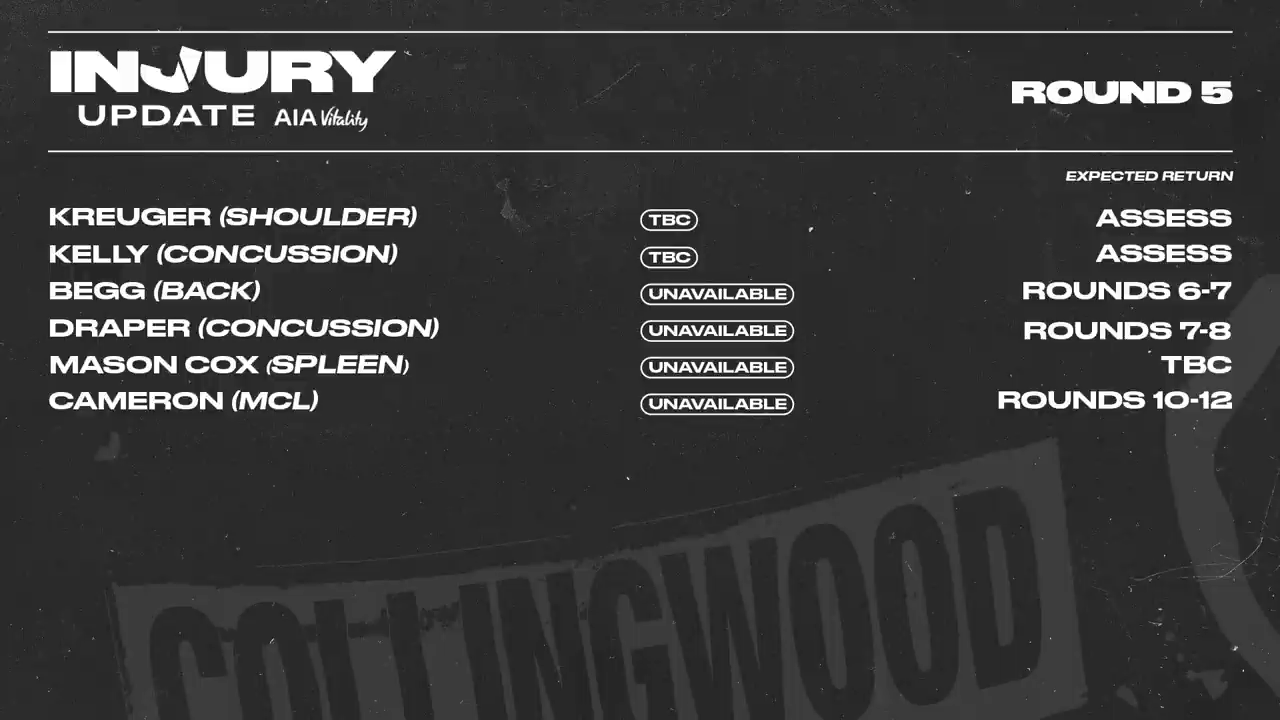 INJURY
UPDATE AIA Vitality
ROUND 5
EXPECTED RETURN
KREUGER (SHOULDER) TBC ASSESS
KELLY (CONCUSSION) TBC ASSESS
BEGG (BACK) UNAVAILABLE ROUNDS 6-7
DRAPER (CONCUSSION) UNAVAILABLE ROUNDS 7-8
MASON COX (SPLEEN) UNAVAILABLE TBC
CAMERON (MCL) UNAVAILABLE ROUNDS 10-12
COLLINGWOOD